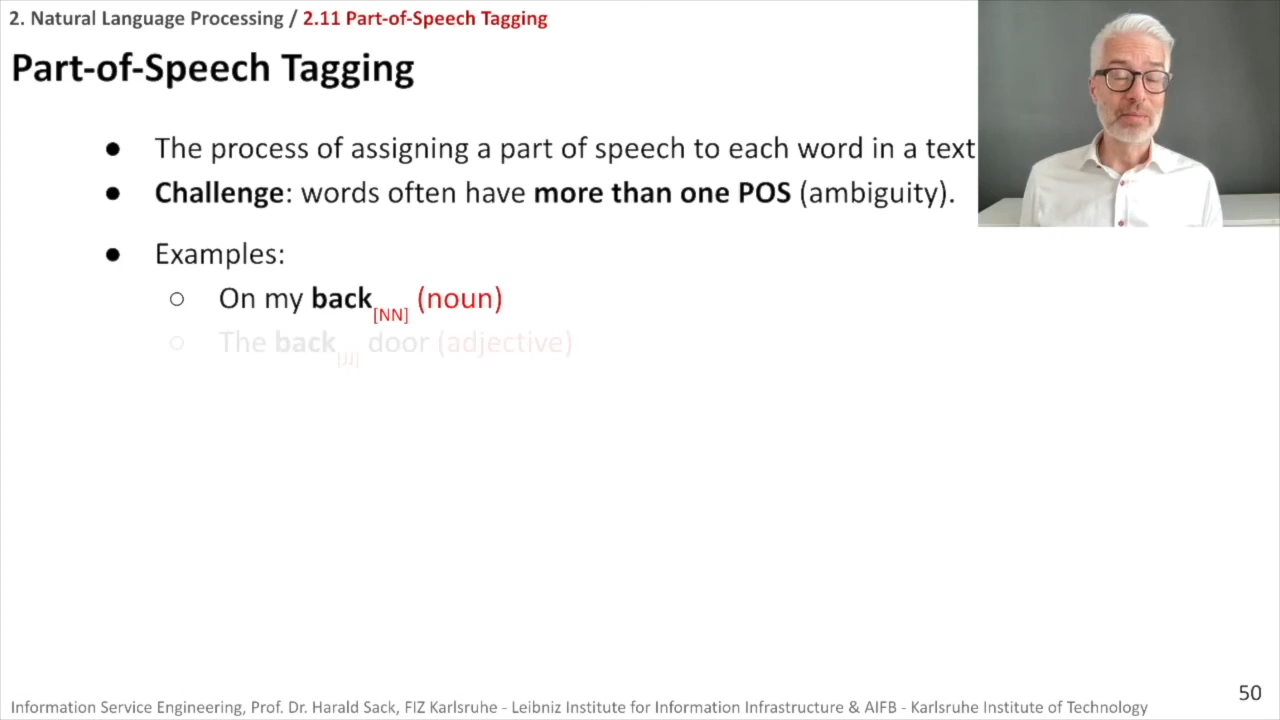 2. Natural Language Processing / 2.11 Part-of-Speech Tagging
Part-of-Speech Tagging
● The process of assigning a part of speech to each word in a text
● Challenge: words often have more than one POS (ambiguity).
● Examples:
○ On my back[NN] (noun)
○ The back[JJ] door (adjective)
50
Information Service Engineering, Prof. Dr. Harald Sack, FIZ Karlsruhe - Leibniz Institute for Information Infrastructure & AIFB - Karlsruhe Institute of Technology